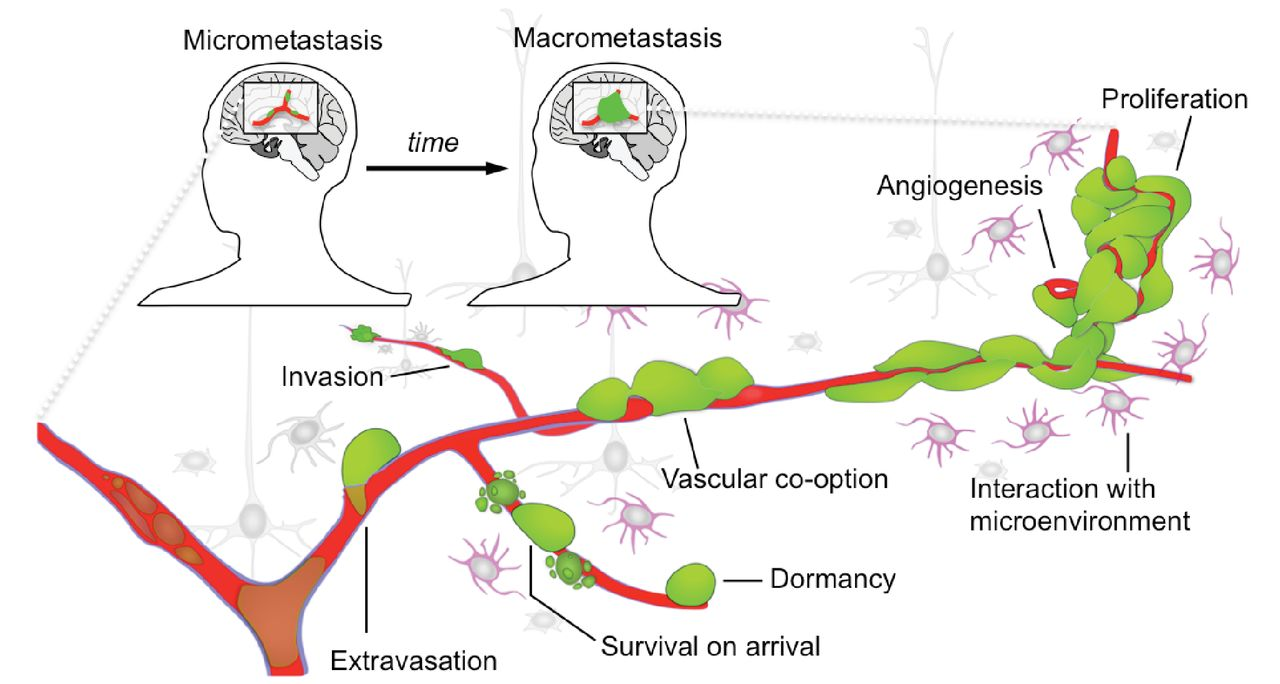 Micrometastasis
Macrometastasis
time
Proliferation
Angiogenesis
Invasion
Vascular co-option
Interaction with
microenvironment
Dormancy
Survival on arrival
Extravasation